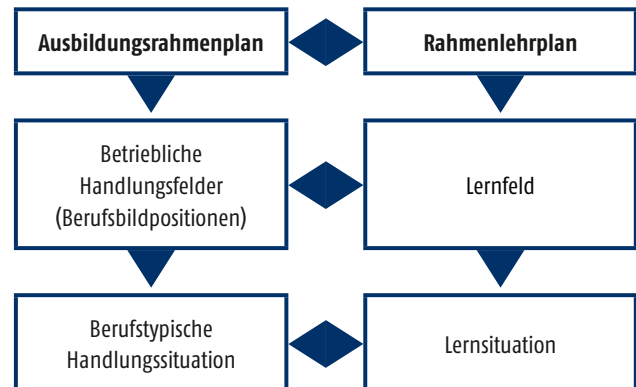 Ausbildungsrahmenplan
Rahmenlehrplan
Betriebliche
Handlungsfelder
(Berufsbildpositionen)
Lernfeld
Berufstypische
Handlungssituation
Lernsituation